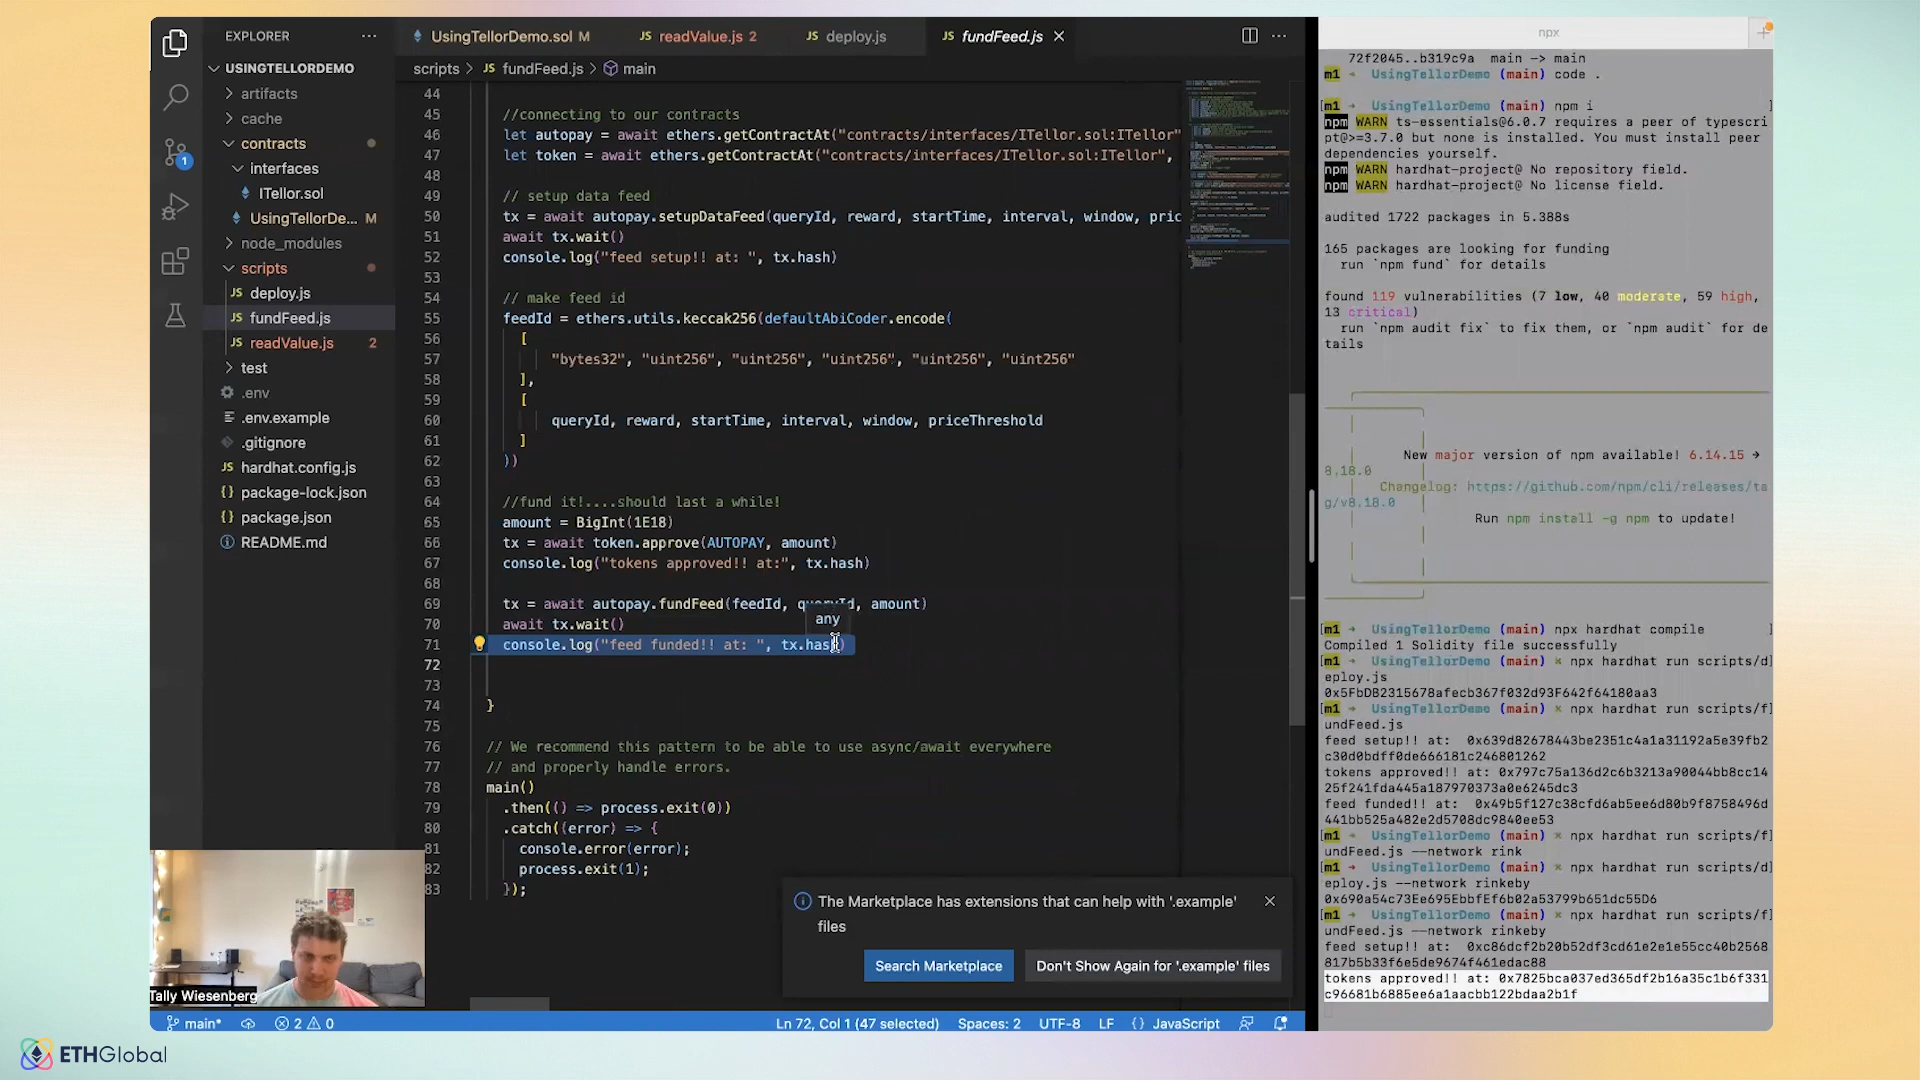 EXPLORER
USINGTELLORDEMO
artifacts
cache
contracts
interfaces
ITellor.sol
UsingTellorDe... M
node_modules
scripts
deploy.js
fundFeed.js
readValue.js 2
test
.env
.env.example
.gitignore
hardhat.config.js
package-lock.json
package.json
README.md
1
UsingTellorDemo.sol M
readValue.js 2
deploy.js
fundFeed.js
scripts > JS fundFeed.js > main
44
45 //connecting to our contracts
46 let autopay = await ethers.getContractAt("contracts/interfaces/ITellor.sol:ITellor"
47 let token = await ethers.getContractAt("contracts/interfaces/ITellor.sol:ITellor",
48
49 // setup data feed
50 tx = await autopay.setupDataFeed(queryId, reward, startTime, interval, window, pric
51 await tx.wait()
52 console.log("feed setup!! at: ", tx.hash)
53
54 // make feed id
55 feedId = ethers.utils.keccak256(defaultAbiCoder.encode(
56 [
57 "bytes32", "uint256", "uint256", "uint256", "uint256", "uint256"
58 ],
59 [
60 queryId, reward, startTime, interval, window, priceThreshold
61 ]
62 ))
63
64 //fund it!....should last a while!
65 amount = BigInt(1E18)
66 tx = await token.approve(AUTOPAY, amount)
67 console.log("tokens approved!! at:", tx.hash)
68
69 tx = await autopay.fundFeed(feedId, queryId, amount)
any
70 await tx.wait()
71 console.log("feed funded!! at: ", tx.hash)
72
73
74 }
75
76 // We recommend this pattern to be able to use async/await everywhere
77 // and properly handle errors.
78 main()
79 .then(() => process.exit(0))
80 .catch((error) => {
81 console.error(error);
82 process.exit(1);
83 });
The Marketplace has extensions that can help with '.example'
files
Search Marketplace
Don't Show Again for '.example' files
main* 2 0
Ln 72, Col 1 (47 selected) Spaces: 2 UTF-8 LF {} JavaScript
npx
72f2045..b319c9a main -> main
[m1 → UsingTellorDemo (main) code .
[m1 → UsingTellorDemo (main) npm i ]
npm WARN ts-essentials@6.0.7 requires a peer of typescri
pt@>=3.7.0 but none is installed. You must install peer
dependencies yourself.
npm WARN hardhat-project@ No repository field.
npm WARN hardhat-project@ No license field.
audited 1722 packages in 5.388s
165 packages are looking for funding
run `npm fund` for details
found 119 vulnerabilities (7 low, 40 moderate, 59 high,
13 critical)
run `npm audit fix` to fix them, or `npm audit` for de
tails
New major version of npm available! 6.14.15 →
8.18.0
Changelog: https://github.com/npm/cli/releases/ta
g/v8.18.0
Run npm install -g npm to update!
[m1 → UsingTellorDemo (main) npx hardhat compile ]
Compiled 1 Solidity file successfully
[m1 → UsingTellorDemo (main) × npx hardhat run scripts/d]
eploy.js
0x5FbDB2315678afecb367f032d93F642f64180aa3
[m1 → UsingTellorDemo (main) × npx hardhat run scripts/f]
undFeed.js
feed setup!! at: 0x639d82678443be2351c4a1a31192a5e39fb2
c30d0bdff0de666181c246801262
tokens approved!! at: 0x797c75a136d2c6b3213a90044bb8cc14
25f241fda445a187970373a0e6245dc3
feed funded!! at: 0x49b5f127c38cfd6ab5ee6d80b9f8758496d
441bb525a482e2d5708dc9840ee53
[m1 → UsingTellorDemo (main) × npx hardhat run scripts/f]
undFeed.js --network rink
[m1 → UsingTellorDemo (main) × npx hardhat run scripts/d]
eploy.js --network rinkeby
0x690a54c73Ee695EbbfEf6b02a53799b651dc55D6
[m1 → UsingTellorDemo (main) × npx hardhat run scripts/f]
undFeed.js --network rinkeby
feed setup!! at: 0xc86dcf2b20b52df3cd61e2e1e55cc40b2568
817b5b33f6e5de9674f461edac88
tokens approved!! at: 0x7825bca037ed365df2b16a35c1b6f331
c96681b6885ee6a1aacbb122bdaa2b1f
Tally Wiesenberg
ETHGlobal